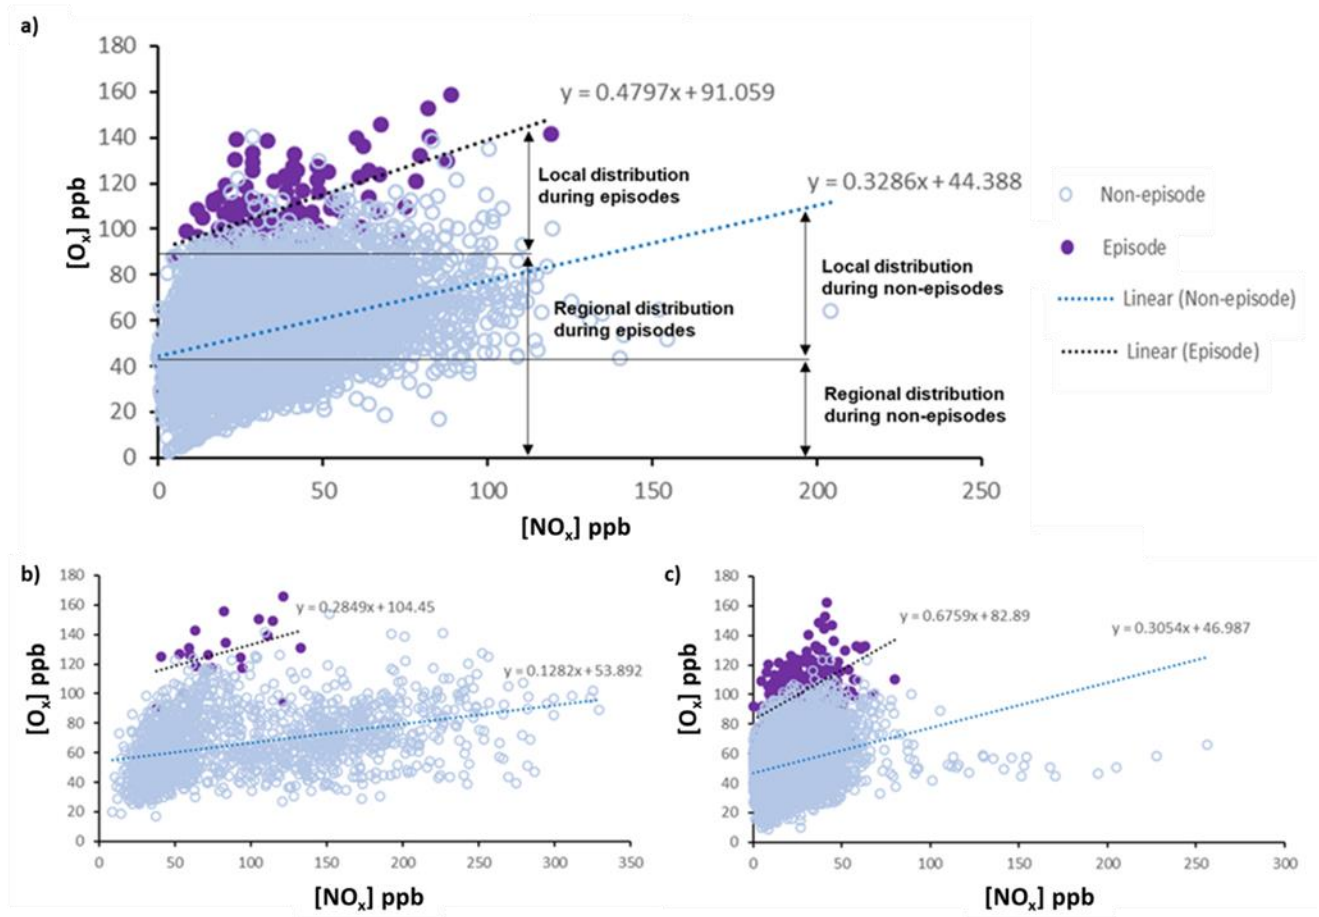 a)
180
160
140
120
100
80
60
40
20
0
[Oₓ] ppb
y = 0.4797x + 91.059
Local distribution
during episodes
y = 0.3286x + 44.388
Regional distribution
during episodes
Local distribution
during non-episodes
Regional distribution
during non-episodes
0 50 100 150 200 250
[NOₓ] ppb
Non-episode
Episode
Linear (Non-episode)
Linear (Episode)
b)
180
160
140
120
100
80
60
40
20
0
[Oₓ] ppb
y = 0.2849x + 104.45
y = 0.1282x + 53.892
0 50 100 150 200 250 300 350
[NOₓ] ppb
c)
180
160
140
120
100
80
60
40
20
0
[Oₓ] ppb
y = 0.6759x + 82.89
y = 0.3054x + 46.987
0 50 100 150 200 250 300
[NOₓ] ppb